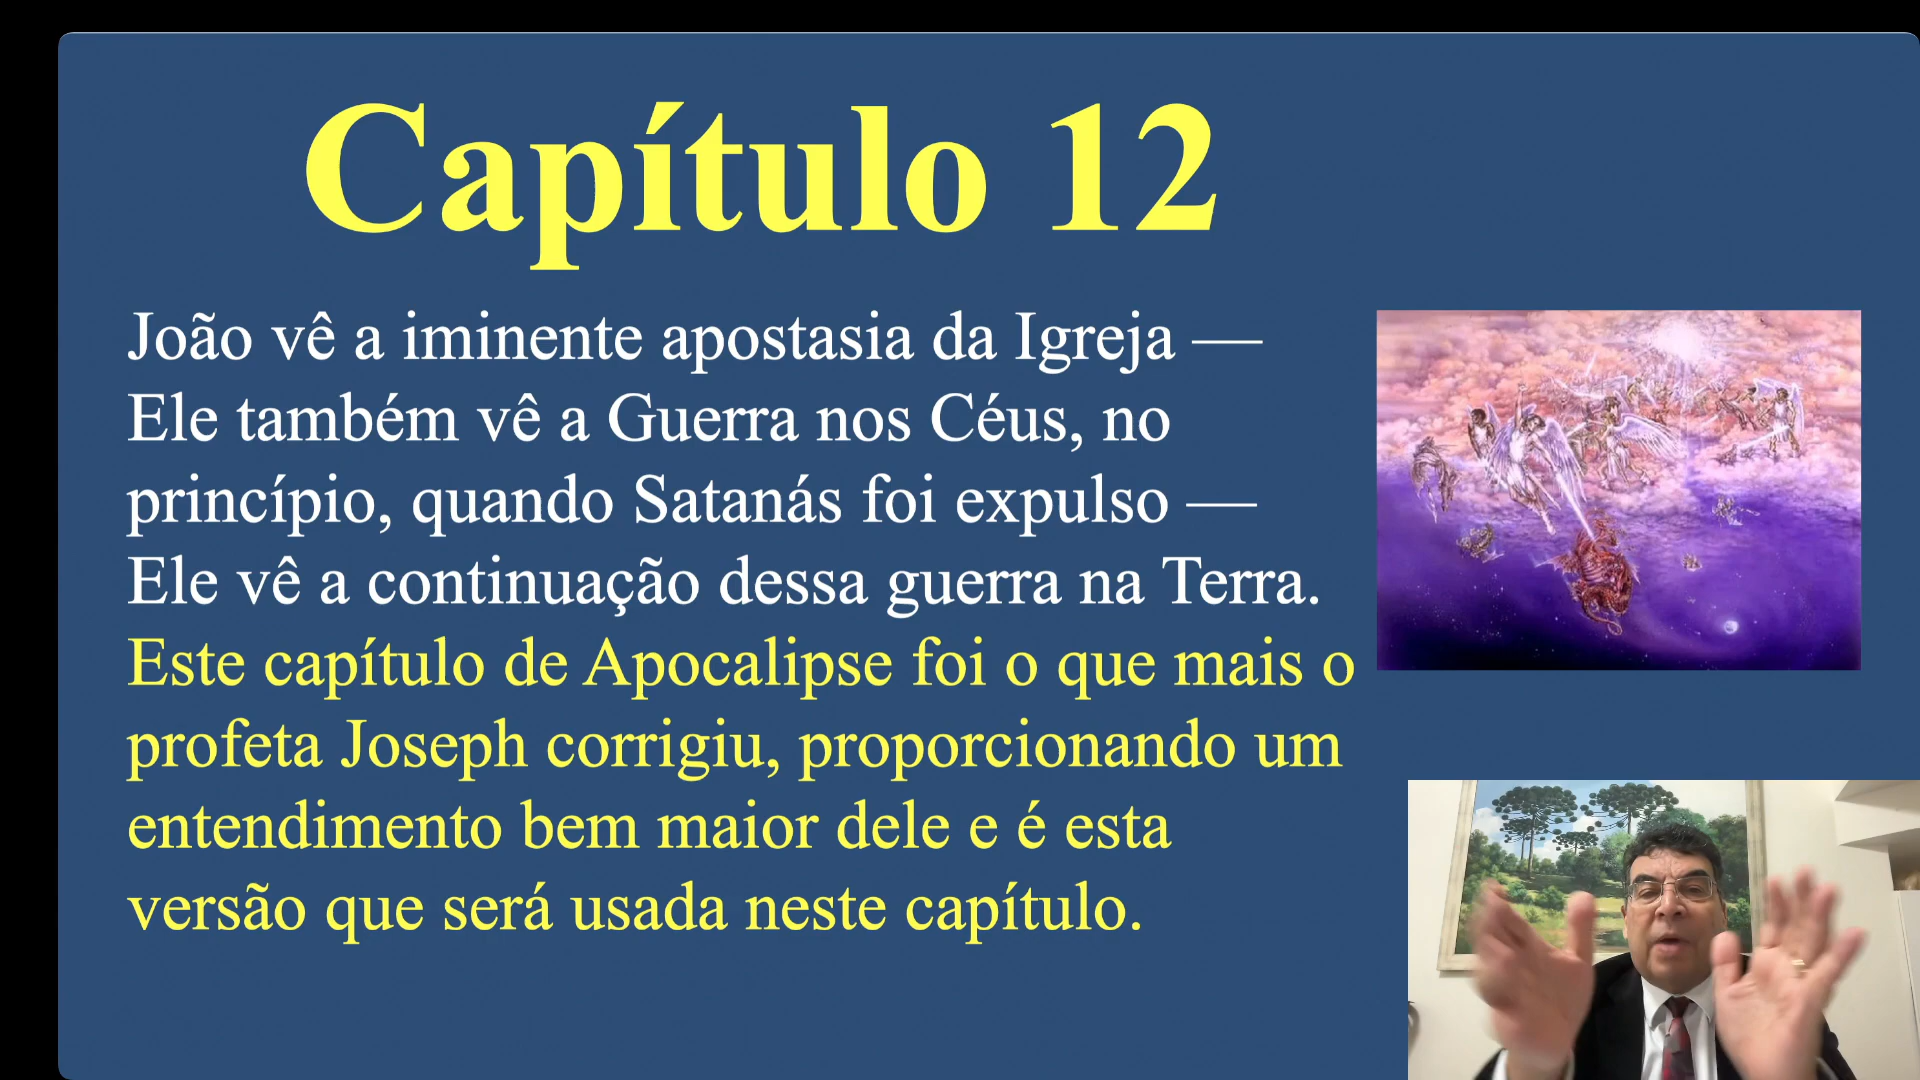 Capítulo 12
João vê a iminente apostasia da Igreja —
Ele também vê a Guerra nos Céus, no
princípio, quando Satanás foi expulso —
Ele vê a continuação dessa guerra na Terra.
Este capítulo de Apocalipse foi o que mais o
profeta Joseph corrigiu, proporcionando um
entendimento bem maior dele e é esta
versão que será usada neste capítulo.